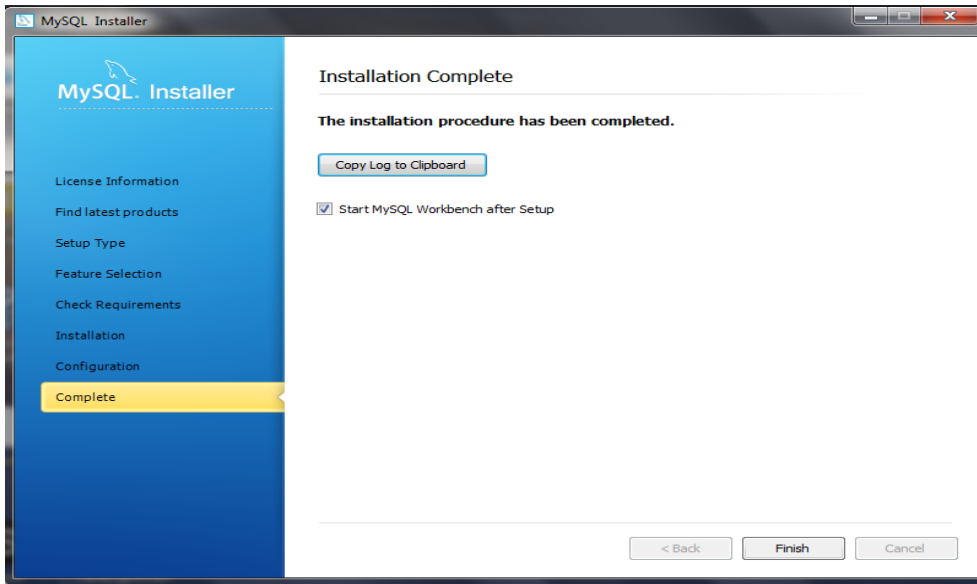 MySQL Installer
MySQL. Installer
License Information
Find latest products
Setup Type
Feature Selection
Check Requirements
Installation
Configuration
Complete
Installation Complete
The installation procedure has been completed.
Copy Log to Clipboard
Start MySQL Workbench after Setup
< Back
Finish
Cancel